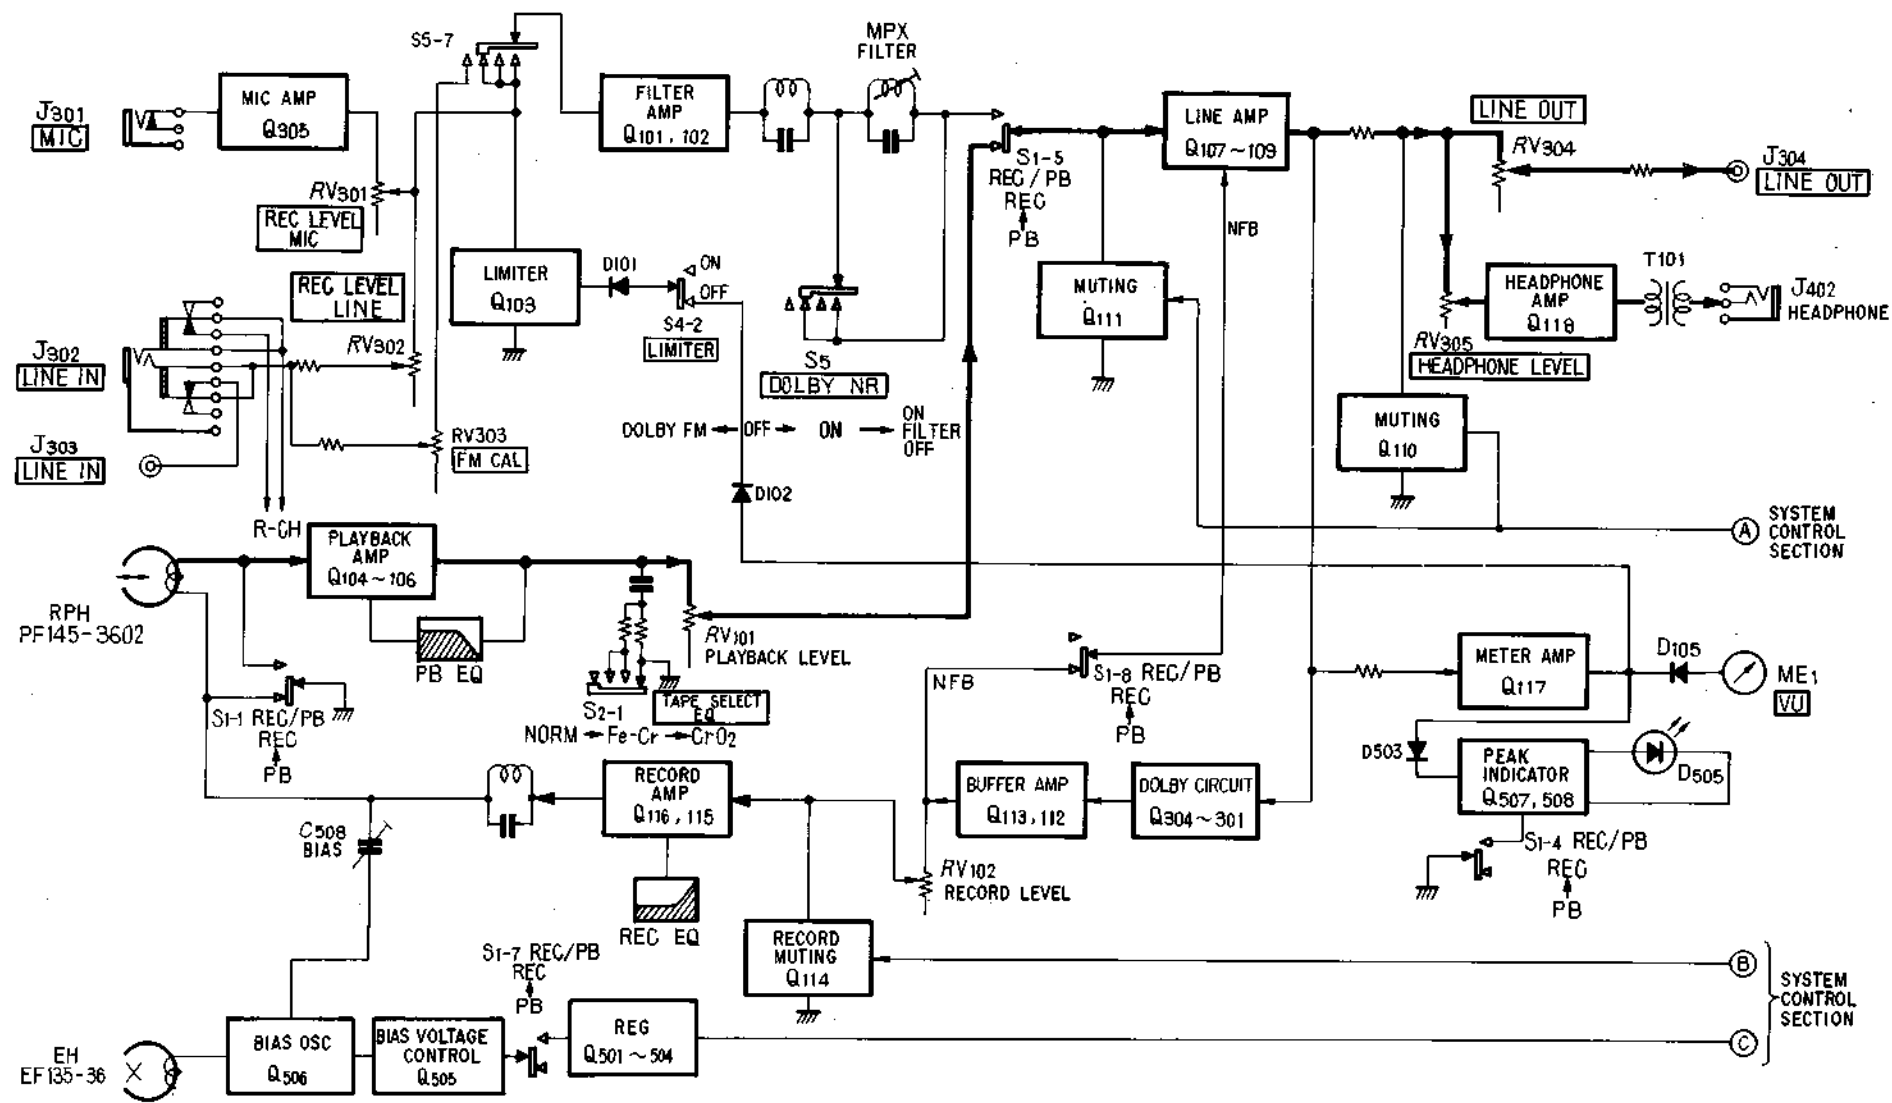 S5-7
MPX
FILTER
J301
MIC
MIC AMP
Q305
FILTER
AMP
Q101, 102
LINE AMP
Q107~109
LINE OUT
RV304
J304
LINE OUT
RV301
REC LEVEL
MIC
S1-5
REC/PB
REC
PB
NFB
LIMITER
Q103
D101
ON
OFF
S4-2
LIMITER
MUTING
Q111
HEADPHONE
AMP
Q118
T101
J402
HEADPHONE
REC LEVEL
LINE
RV302
J302
LINE IN
S5
DOLBY NR
RV305
HEADPHONE LEVEL
DOLBY FM
OFF
ON
ON
FILTER
OFF
MUTING
Q110
RV303
FM CAL
J303
LINE IN
D102
R-CH
A
SYSTEM
CONTROL
SECTION
PLAYBACK
AMP
Q104~106
RPH
PF145-3602
PB EQ
RV101
PLAYBACK LEVEL
S1-1 REC/PB
REC
PB
S2-1
TAPE SELECT
EQ
NORM
Fe-Cr
CrO2
NFB
S1-8 REC/PB
REC
PB
METER AMP
Q117
D105
ME1
VU
D503
PEAK
INDICATOR
Q507, 508
D505
S1-4 REC/PB
REC
PB
C508
BIAS
RECORD
AMP
Q116, 115
BUFFER AMP
Q113, 112
DOLBY CIRCUIT
Q304~301
RV102
RECORD LEVEL
REC EQ
RECORD
MUTING
Q114
B
SYSTEM
CONTROL
SECTION
S1-7 REC/PB
REC
PB
EH
EF135-36
BIAS OSC
Q506
BIAS VOLTAGE
CONTROL
Q505
REG
Q501~504
C